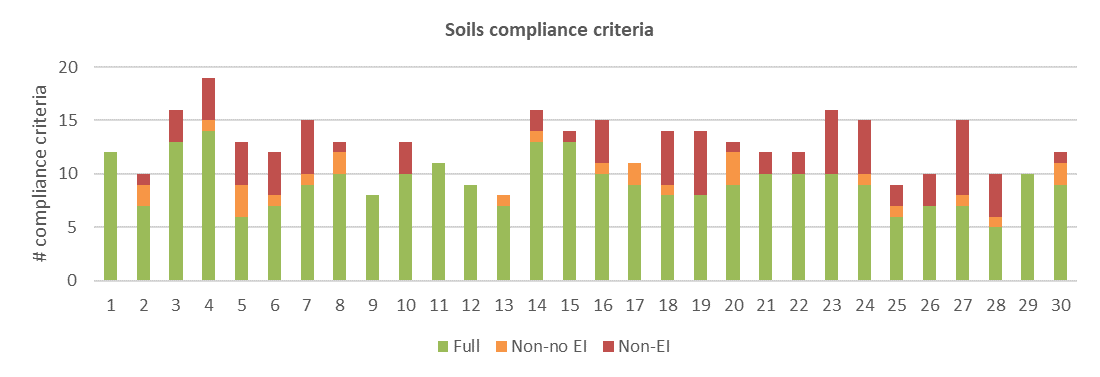 Soils compliance criteria
# compliance criteria
20
15
10
5
0
1 2 3 4 5 6 7 8 9 10 11 12 13 14 15 16 17 18 19 20 21 22 23 24 25 26 27 28 29 30
Full Non-no EI Non-EI